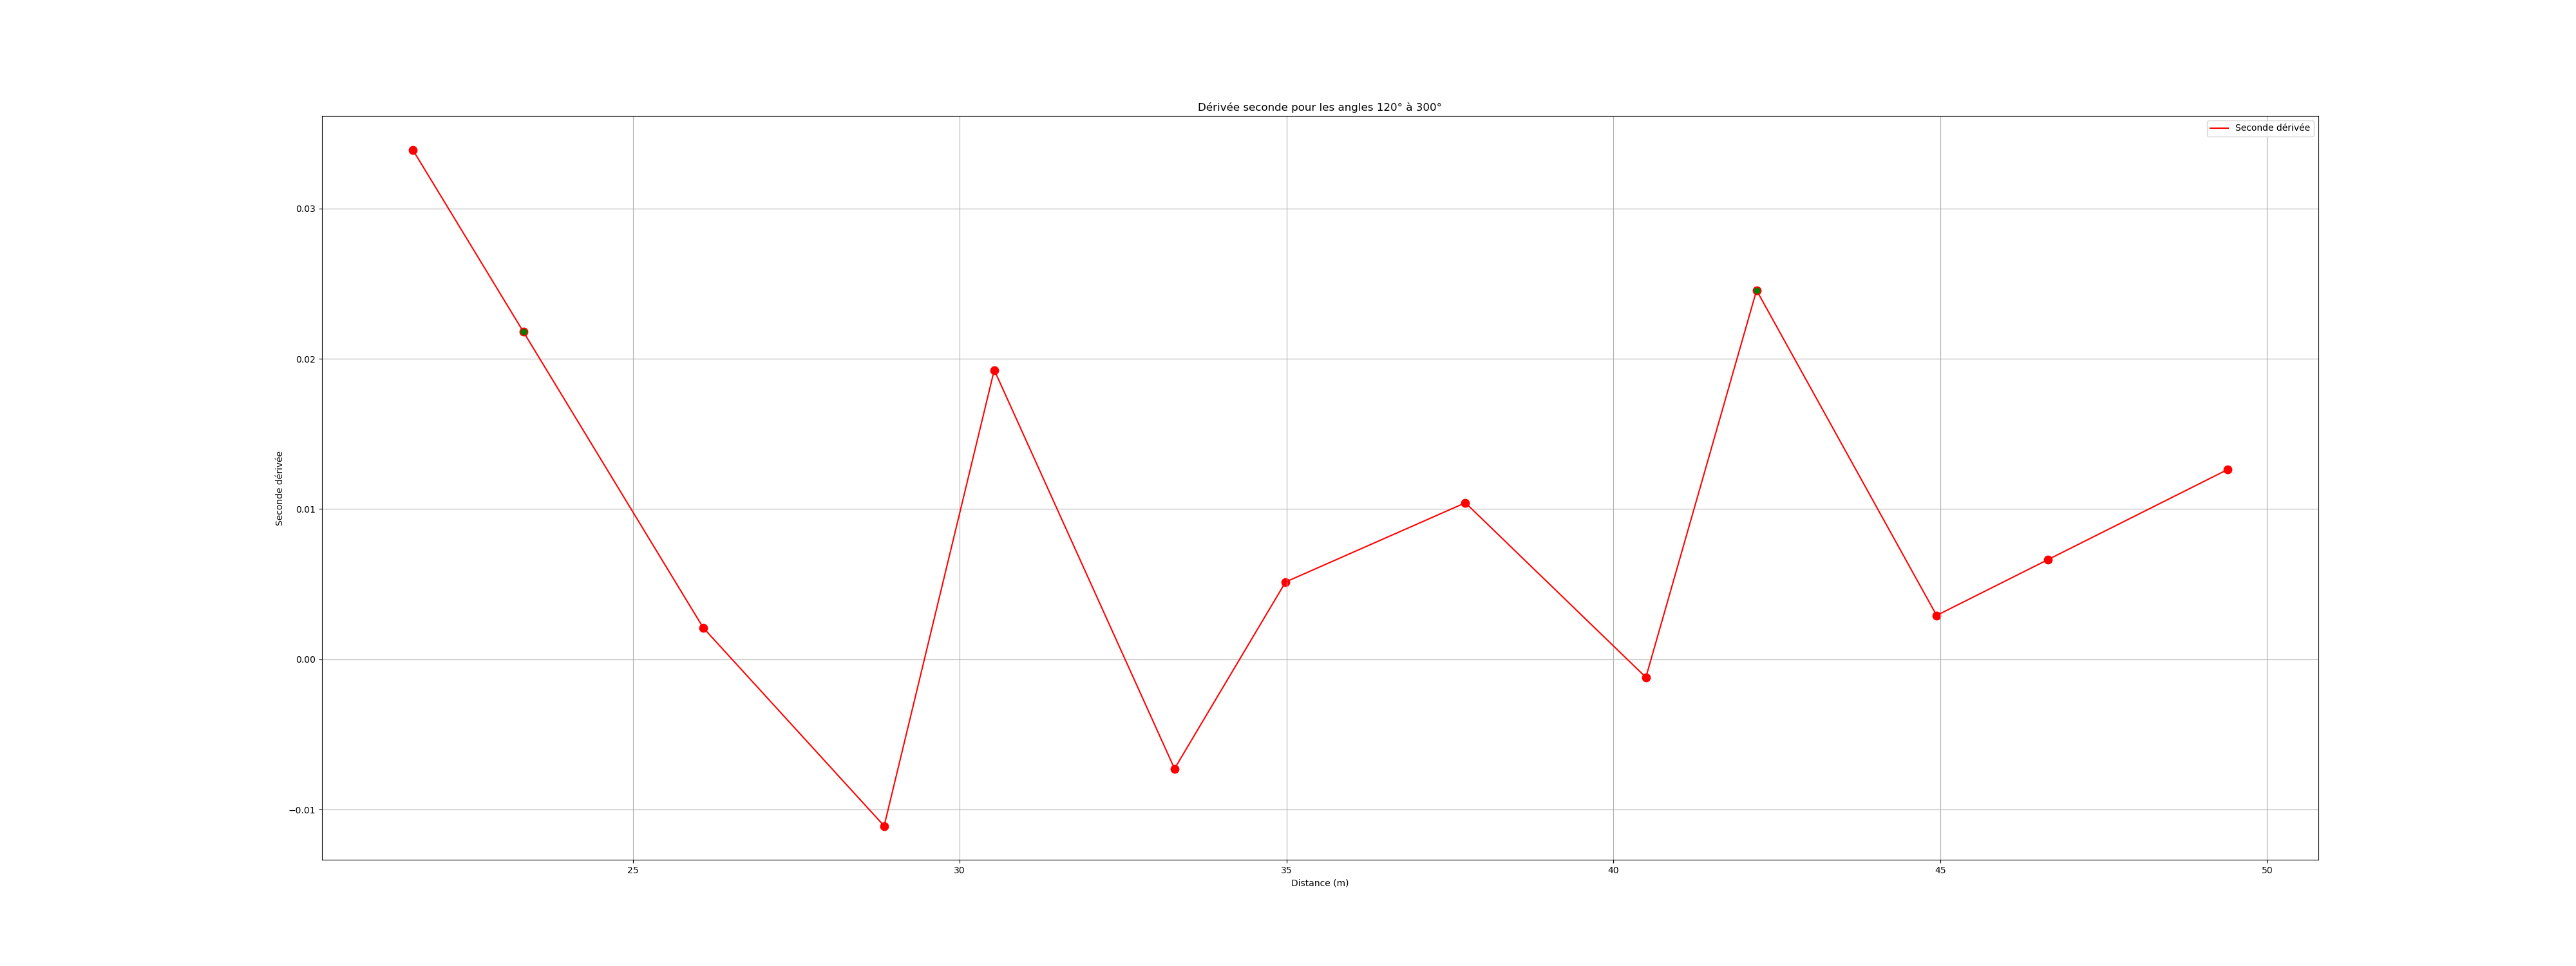 Dérivée seconde pour les angles 120° à 300°
Seconde dérivée
0.03
0.02
0.01
0.00
−0.01
Seconde dérivée
25 30 35 40 45 50
Distance (m)